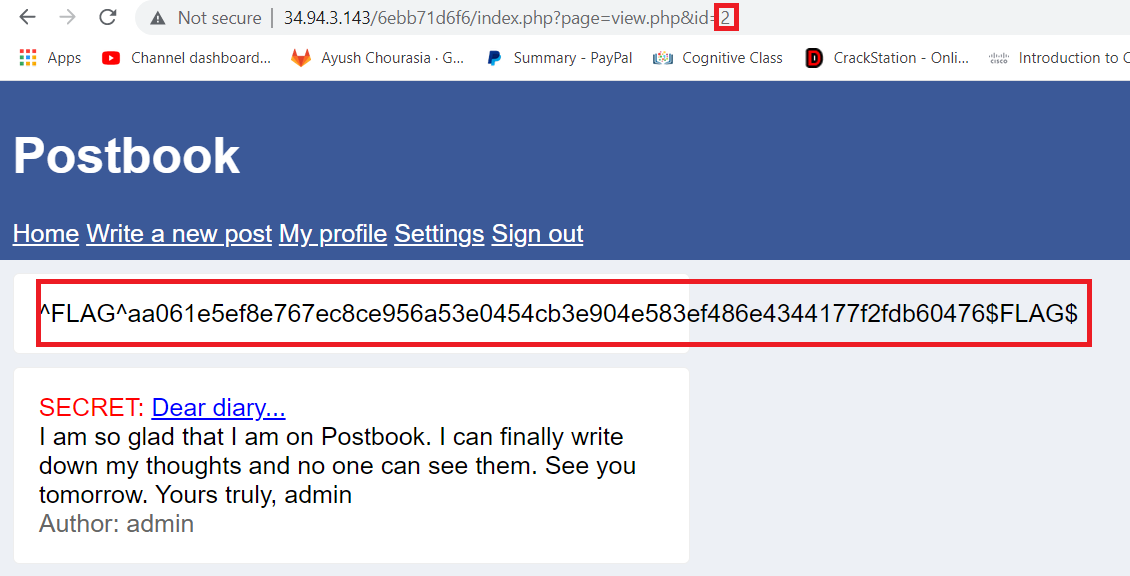 Not secure | 34.94.3.143/6ebb71d6f6/index.php?page=view.php&id=2
Apps Channel dashboard... Ayush Chourasia · G... Summary - PayPal Cognitive Class CrackStation - Onli... Introduction to C
Postbook
Home Write a new post My profile Settings Sign out
^FLAG^aa061e5ef8e767ec8ce956a53e0454cb3e904e583ef486e4344177f2fdb60476$FLAG$
SECRET: Dear diary...
I am so glad that I am on Postbook. I can finally write
down my thoughts and no one can see them. See you
tomorrow. Yours truly, admin
Author: admin